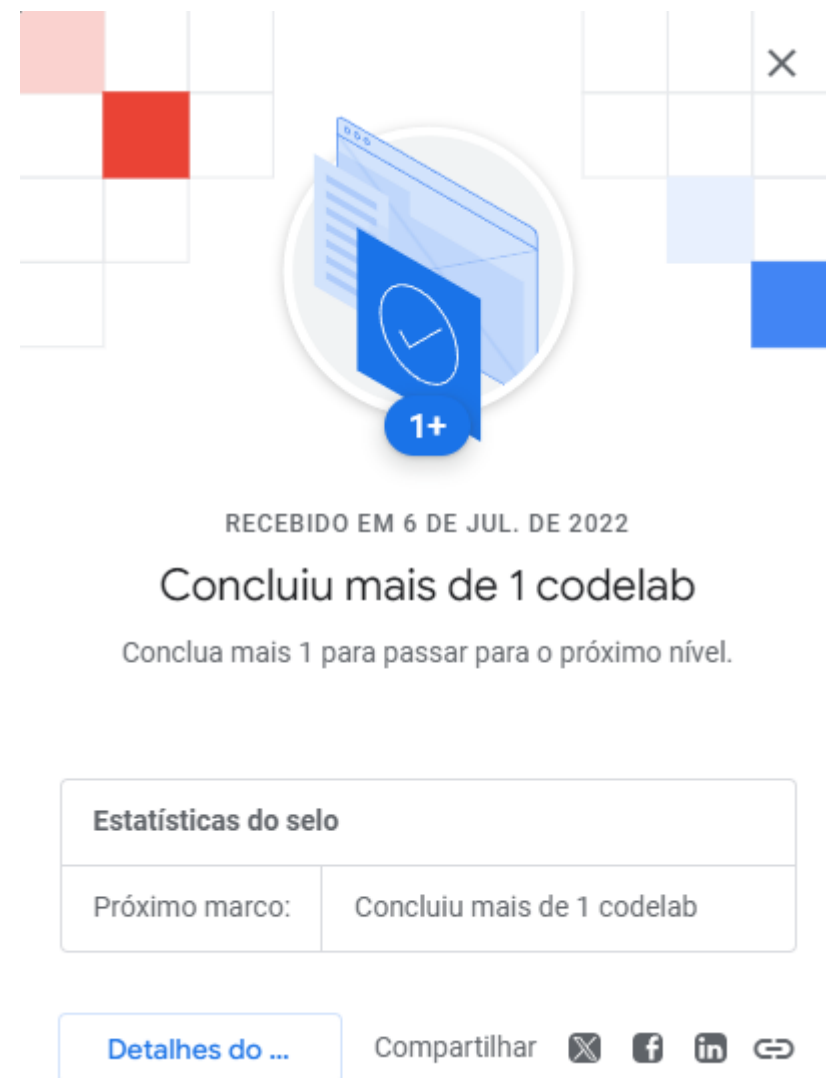 1+
RECEBIDO EM 6 DE JUL. DE 2022
Concluiu mais de 1 codelab
Conclua mais 1 para passar para o próximo nível.
Estatísticas do selo
Próximo marco: Concluiu mais de 1 codelab
Detalhes do ... Compartilhar